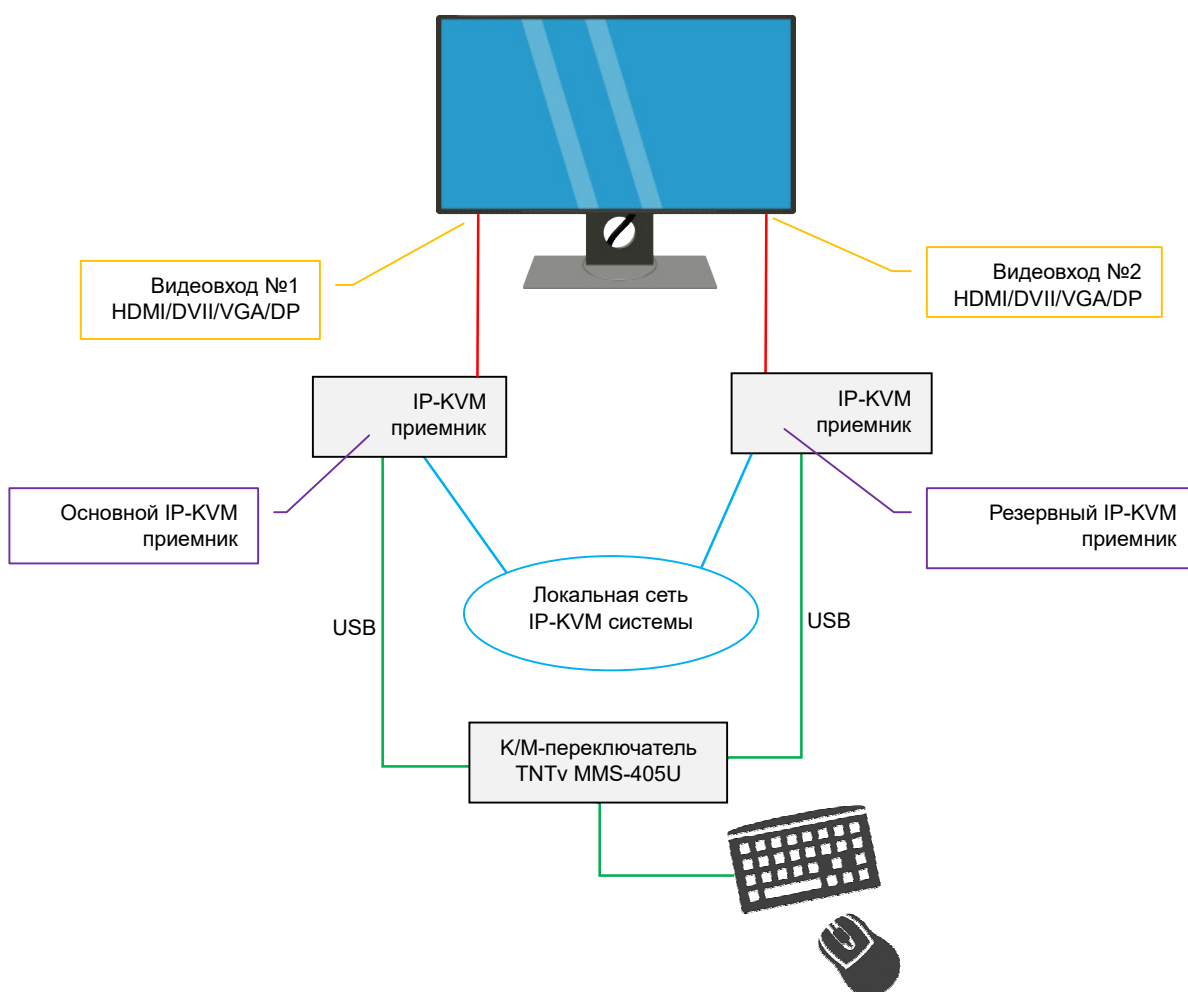 Видеовход №1
HDMI/DVII/VGA/DP
Видеовход №2
HDMI/DVII/VGA/DP
IP-KVM
приемник
IP-KVM
приемник
Основной IP-KVM
приемник
Резервный IP-KVM
приемник
Локальная сеть
IP-KVM системы
USB
USB
К/М-переключатель
TNTv MMS-405U